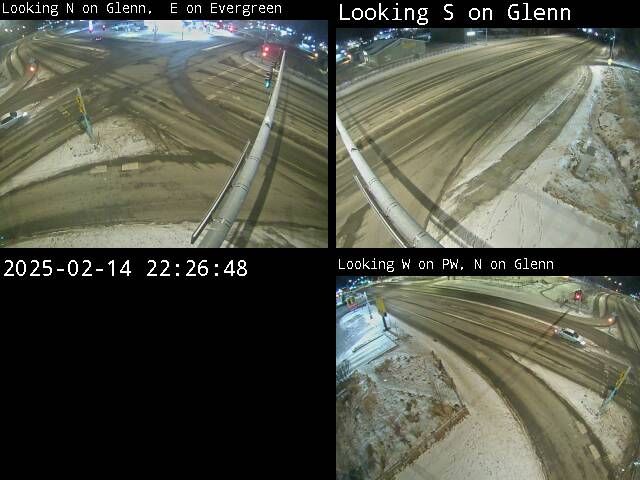 Looking N on Glenn, E on Evergreen
Looking S on Glenn
2025-02-14 22:26:48
Looking W on PW, N on Glenn